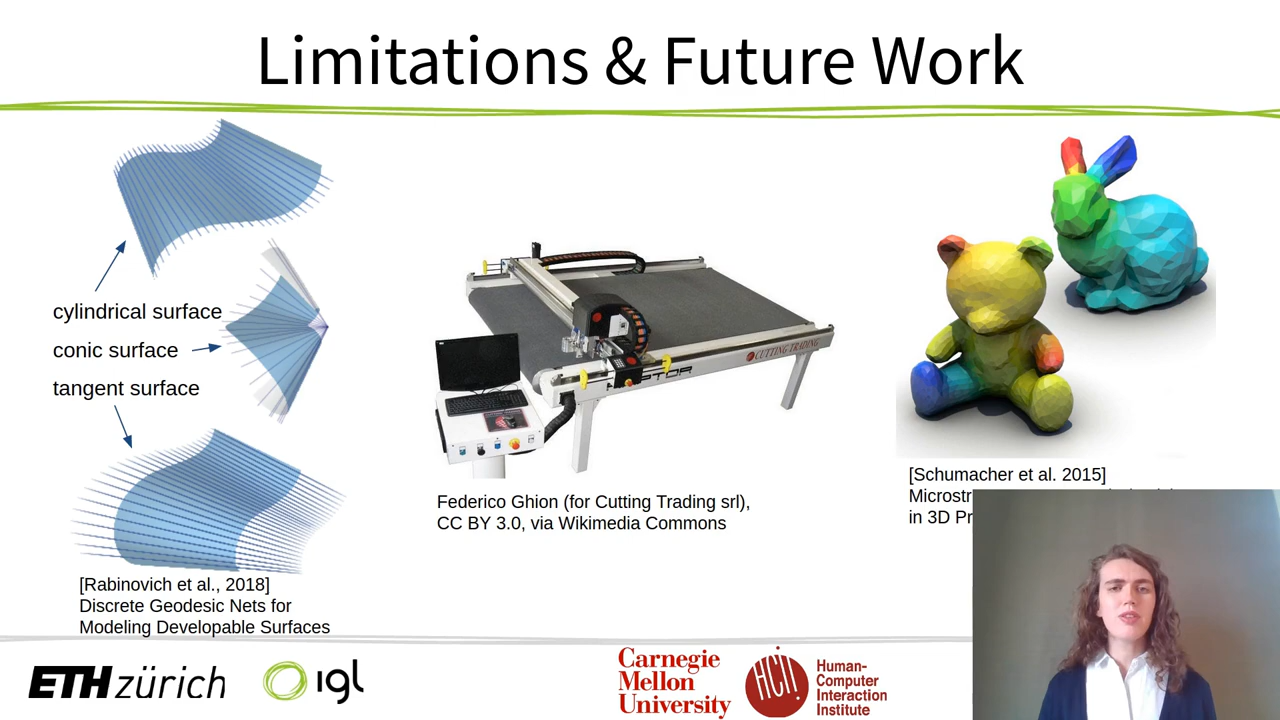 Limitations & Future Work
cylindrical surface
conic surface
tangent surface
[Rabinovich et al., 2018]
Discrete Geodesic Nets for
Modeling Developable Surfaces
CUTTING TRADING
Federico Ghion (for Cutting Trading srl),
CC BY 3.0, via Wikimedia Commons
[Schumacher et al. 2015]
in 3D
ETH zürich
igl
Carnegie
Mellon
University
HCII
Human-
Computer
Interaction
Institute